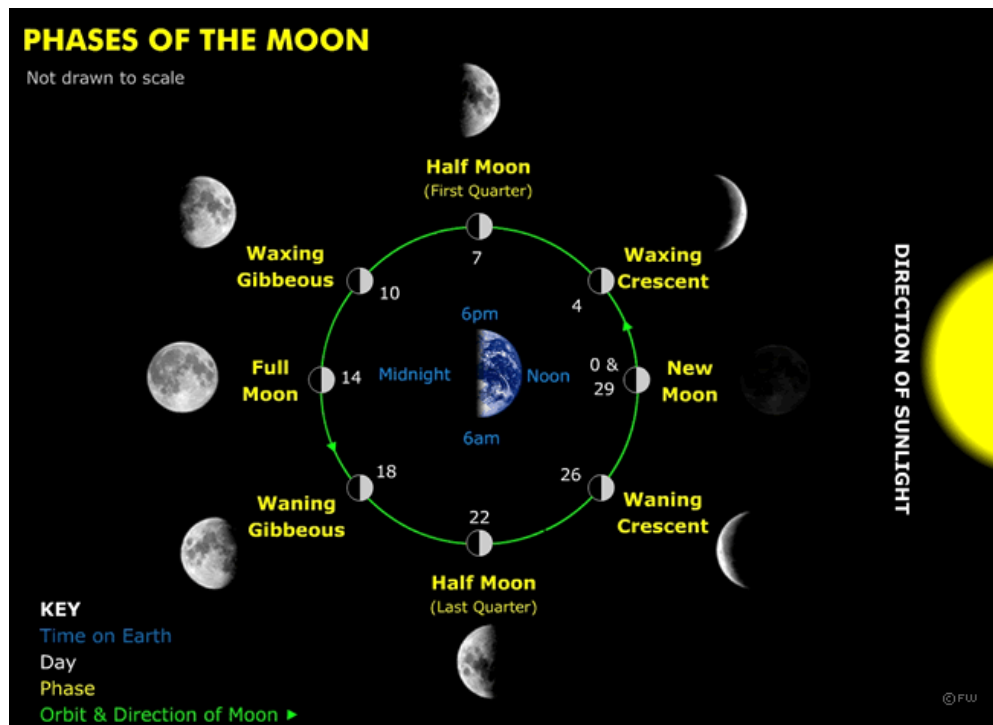 PHASES OF THE MOON
Not drawn to scale
Half Moon
(First Quarter)
Waxing
Gibbeous
Waxing
Crescent
7
10
4
6pm
Full
Moon
14
Midnight
Noon
0 &
29
New
Moon
DIRECTION OF SUNLIGHT
6am
18
26
Waning
Gibbeous
22
Waning
Crescent
Half Moon
(Last Quarter)
KEY
Time on Earth
Day
Phase
Orbit & Direction of Moon ►
© FW